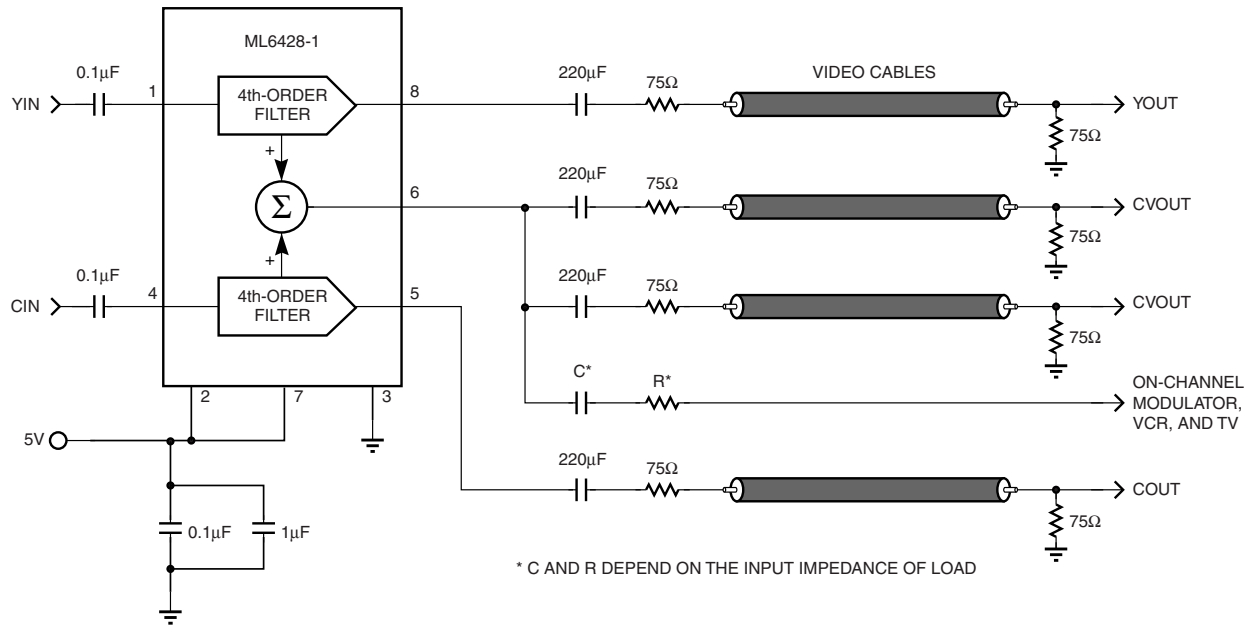 ML6428-1
0.1µF
YIN
1
4th-ORDER
FILTER
8
220µF
75Ω
VIDEO CABLES
YOUT
75Ω
+
Σ
6
220µF
75Ω
CVOUT
75Ω
+
0.1µF
CIN
4
4th-ORDER
FILTER
5
220µF
75Ω
CVOUT
75Ω
2
7
3
C*
R*
ON-CHANNEL
MODULATOR,
VCR, AND TV
5V
220µF
75Ω
COUT
75Ω
0.1µF
1µF
* C AND R DEPEND ON THE INPUT IMPEDANCE OF LOAD